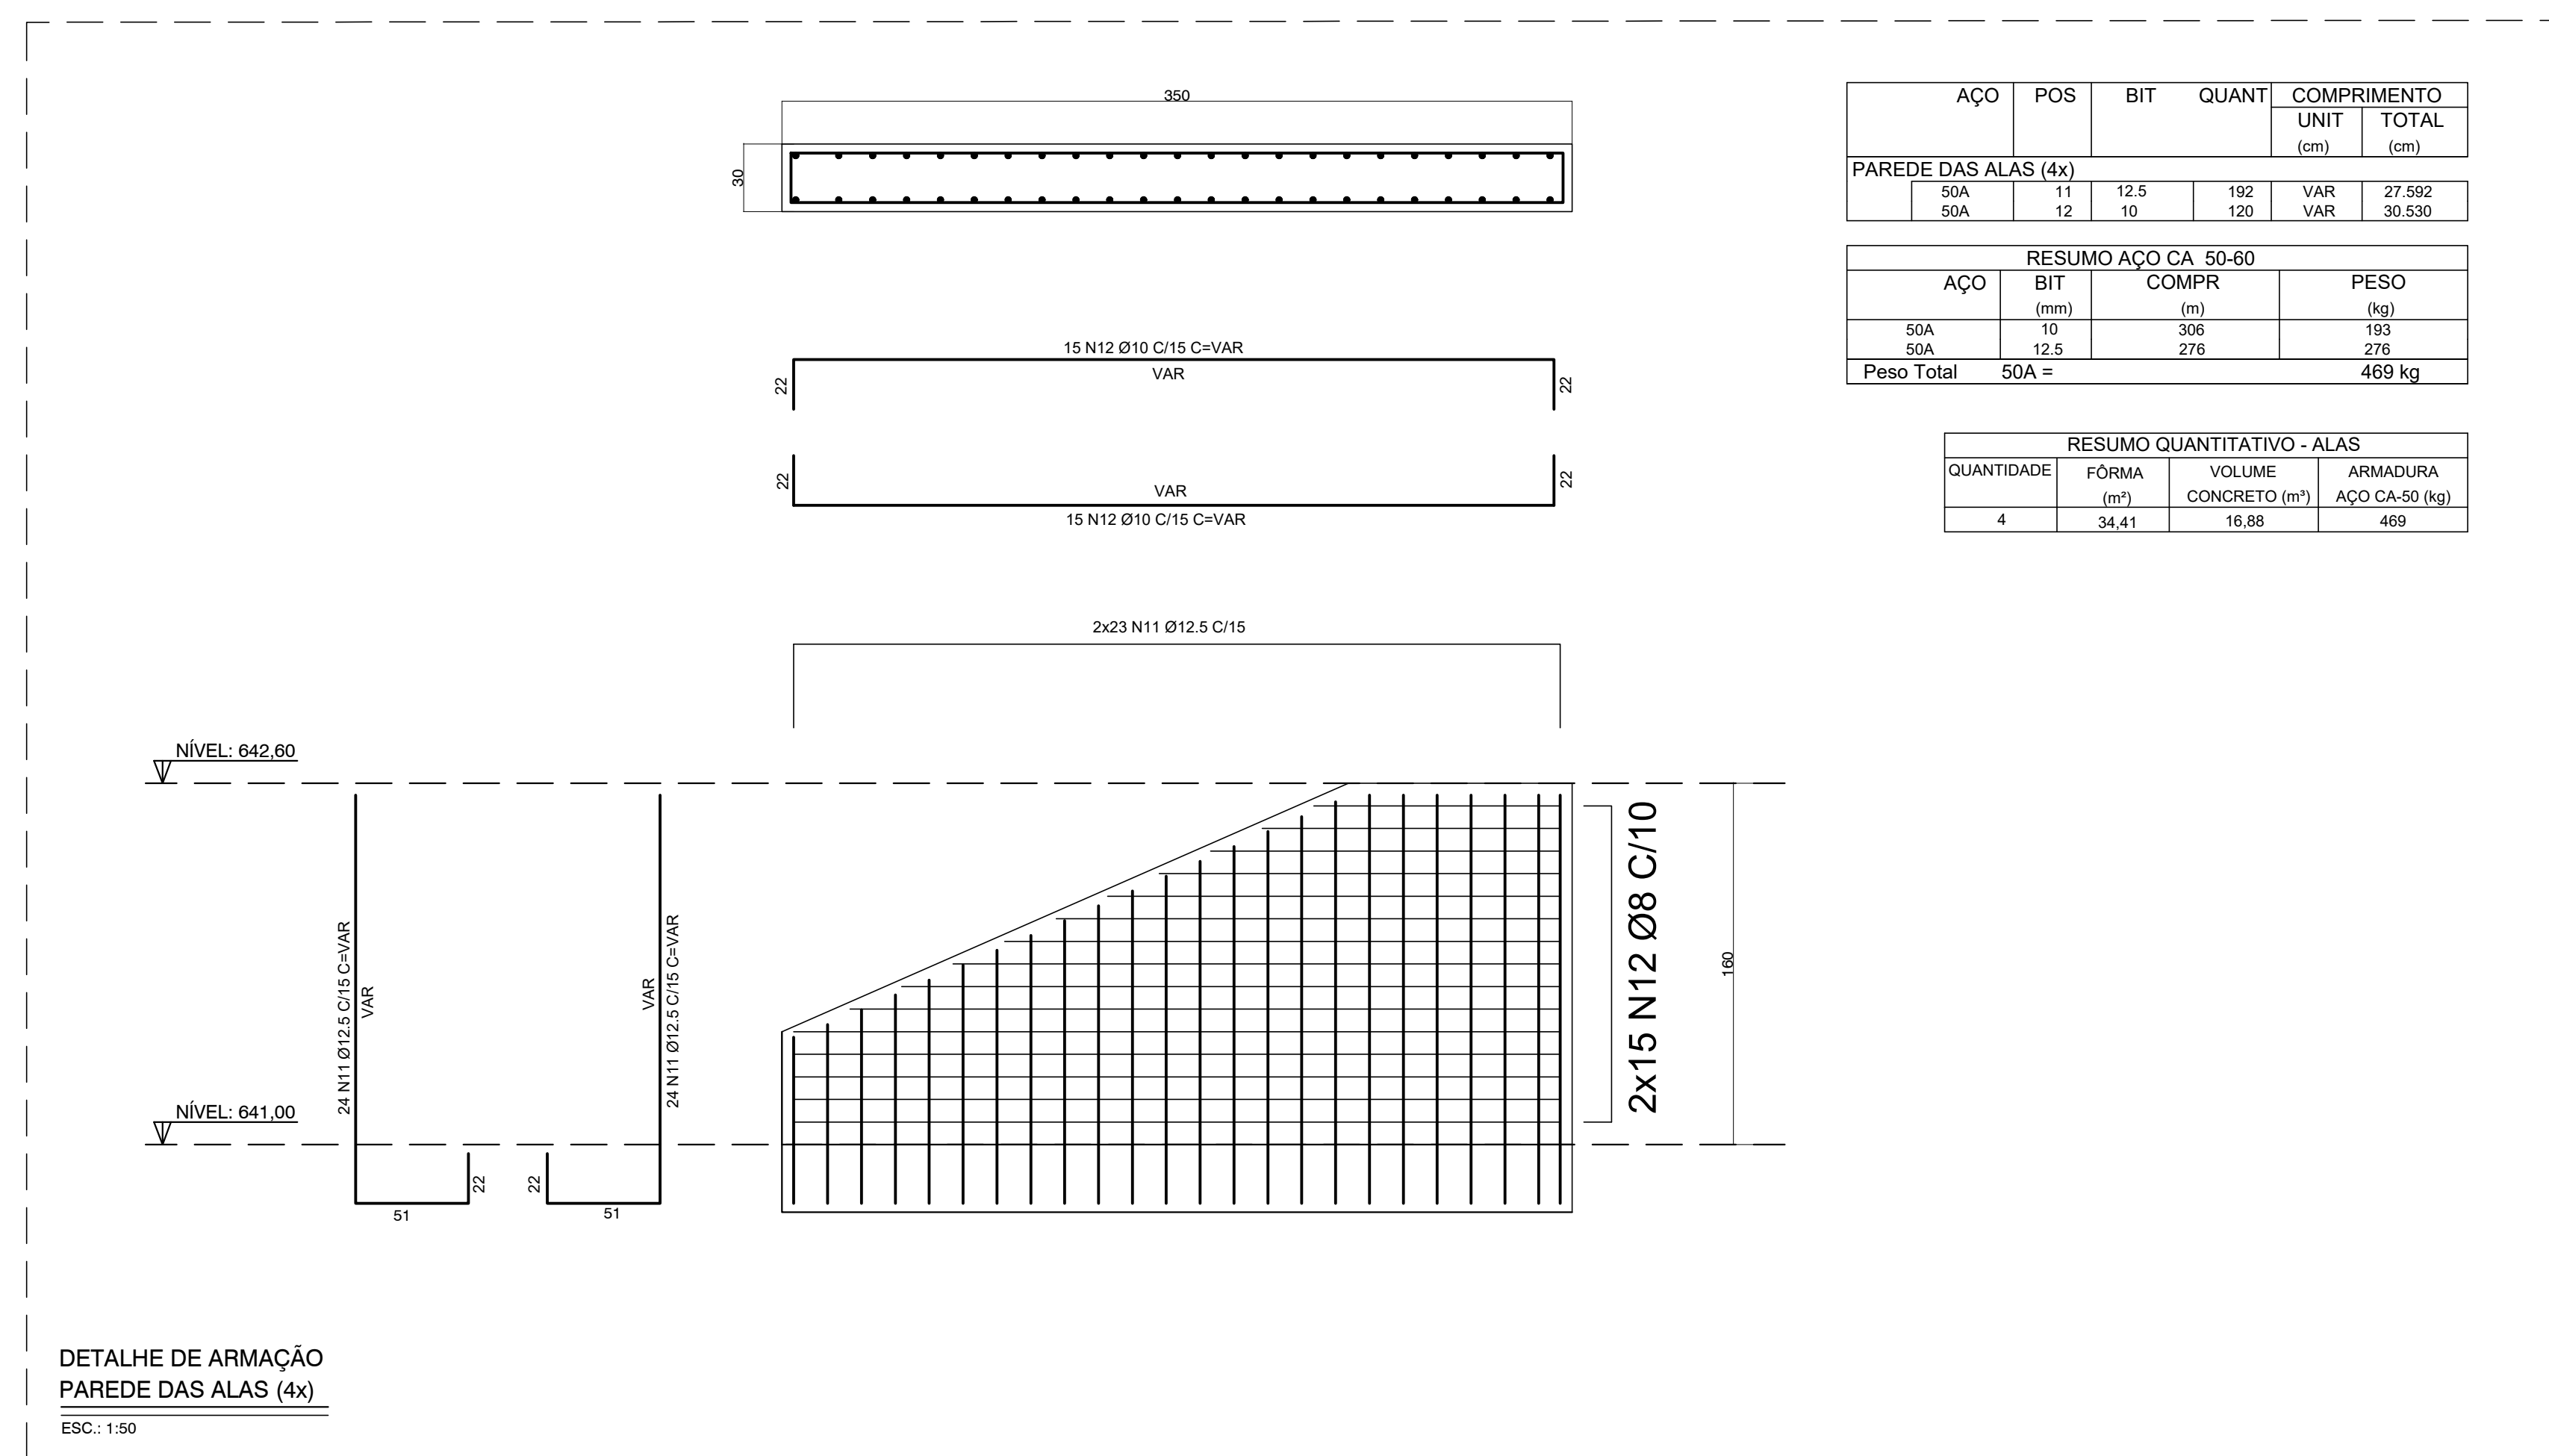 350
30
15 N12 Ø10 C/15 C=VAR
VAR
22
22
22
22
VAR
15 N12 Ø10 C/15 C=VAR
2x23 N11 Ø12.5 C/15
NÍVEL: 642,60
NÍVEL: 641,00
24 N11 Ø12.5 C/15 C=VAR
VAR
VAR
24 N11 Ø12.5 C/15 C=VAR
22
22
51
51
2x15 N12 Ø8 C/10
160
AÇO POS BIT QUANT COMPRIMENTO
UNIT TOTAL
(cm) (cm)
PAREDE DAS ALAS (4x)
50A 11 12.5 192 VAR 27.592
50A 12 10 120 VAR 30.530
RESUMO AÇO CA 50-60
AÇO BIT COMPR PESO
(mm) (m) (kg)
50A 10 306 193
50A 12.5 276 276
Peso Total 50A = 469 kg
RESUMO QUANTITATIVO - ALAS
QUANTIDADE FÔRMA VOLUME ARMADURA
(m²) CONCRETO (m³) AÇO CA-50 (kg)
4 34,41 16,88 469
DETALHE DE ARMAÇÃO
PAREDE DAS ALAS (4x)
ESC.: 1:50